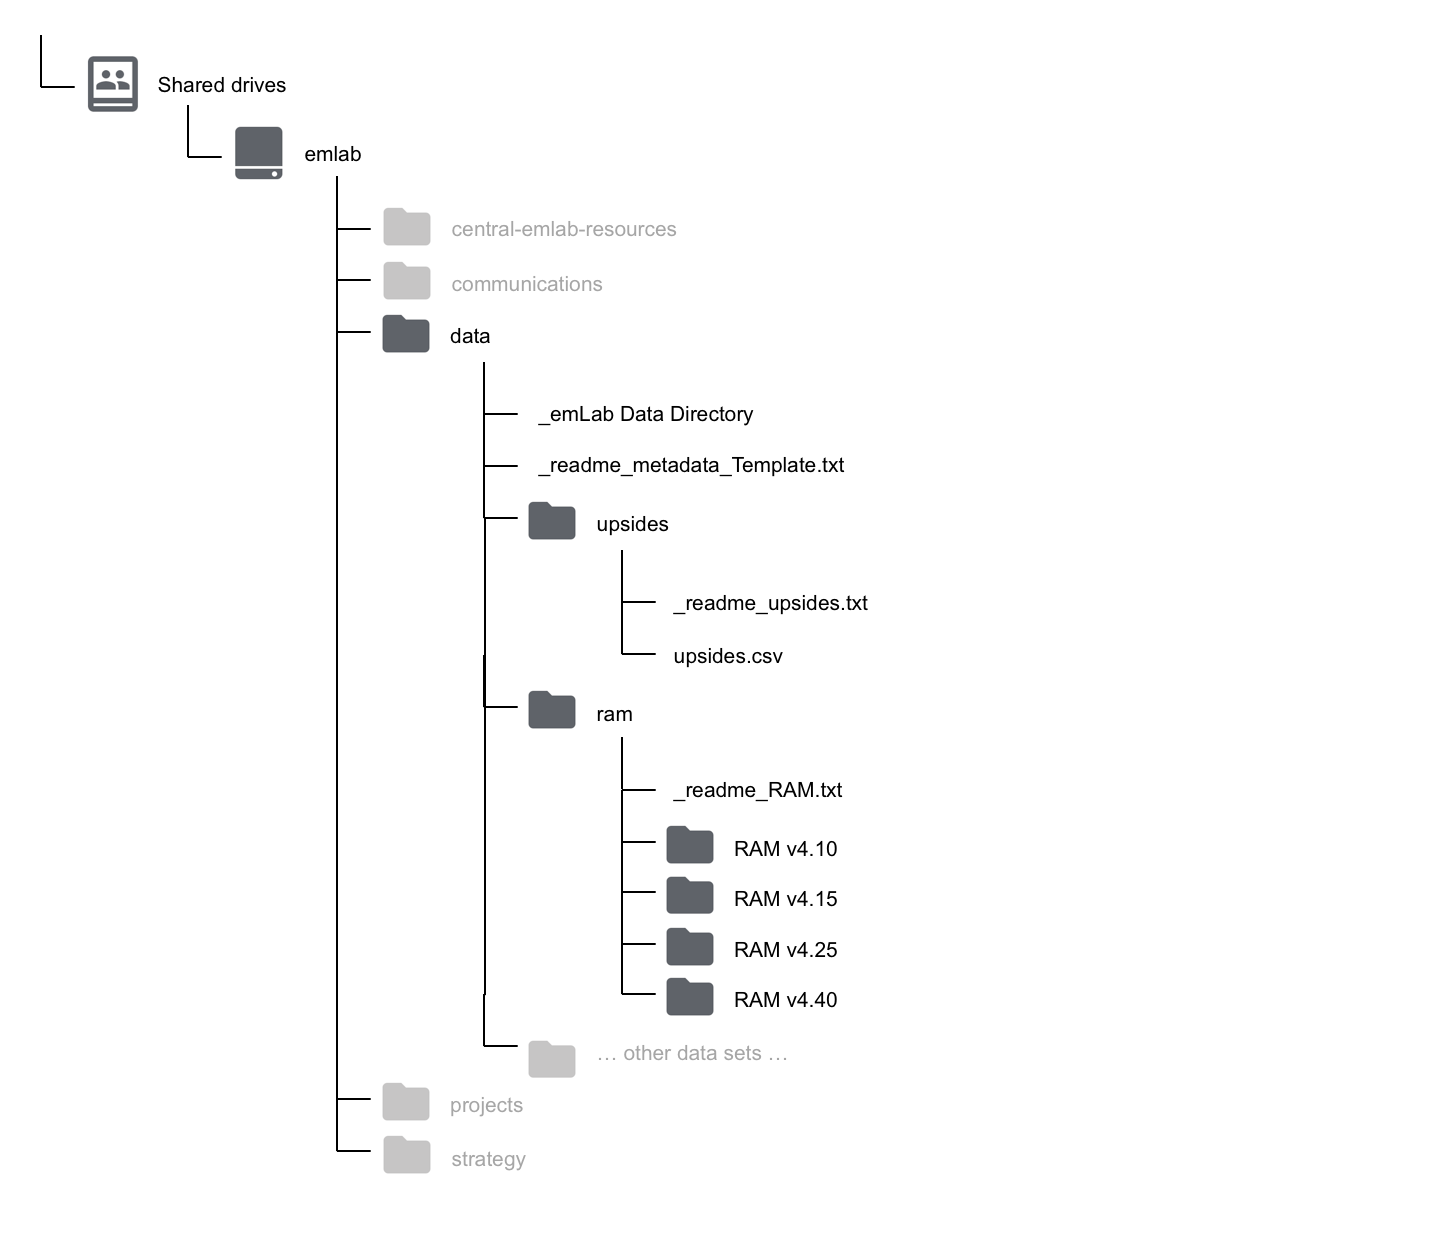 Shared drives
emlab
central-emlab-resources
communications
data
_emLab Data Directory
_readme_metadata_Template.txt
upsides
_readme_upsides.txt
upsides.csv
ram
_readme_RAM.txt
RAM v4.10
RAM v4.15
RAM v4.25
RAM v4.40
… other data sets …
projects
strategy